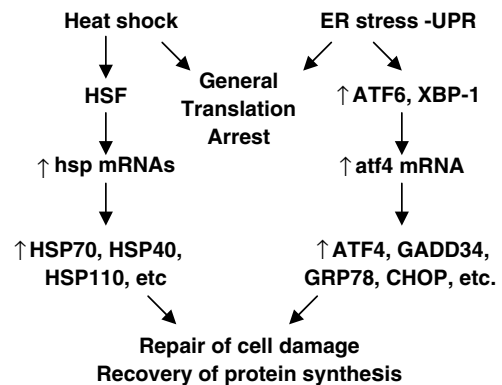 Heat shock
ER stress -UPR
General
Translation
Arrest
HSF
↑ATF6, XBP-1
↑hsp mRNAs
↑atf4 mRNA
↑HSP70, HSP40,
HSP110, etc
↑ATF4, GADD34,
GRP78, CHOP, etc.
Repair of cell damage
Recovery of protein synthesis